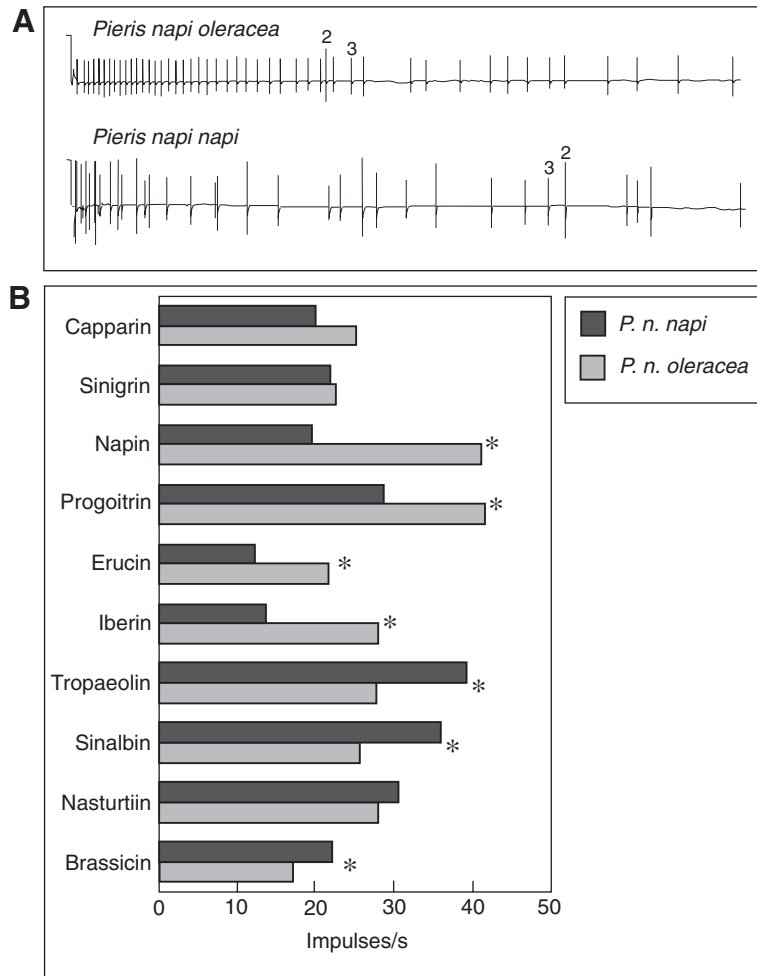 A
Pieris napi oleracea
2
3
Pieris napi napi
3
2
B
P. n. napi
P. n. oleracea
Capparin
Sinigrin
Napin *
Progoitrin *
Erucin *
Iberin *
Tropaeolin *
Sinalbin *
Nasturtiin
Brassicin *
0 10 20 30 40 50
Impulses/s